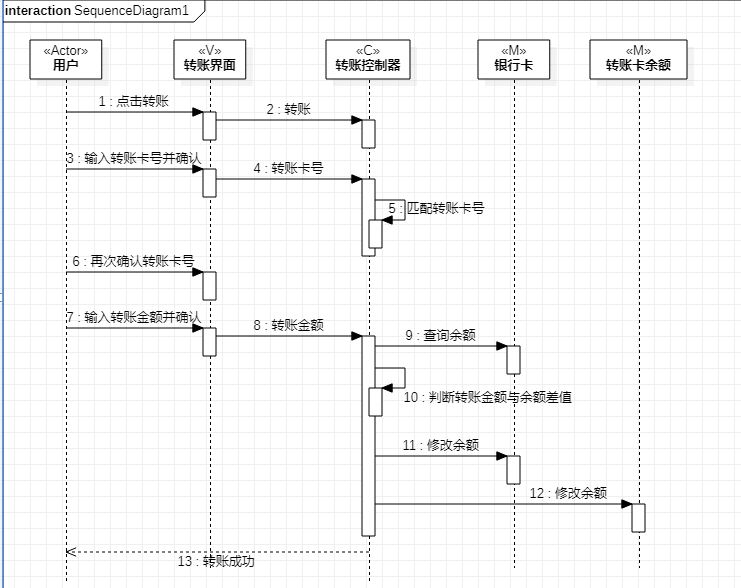 interaction SequenceDiagram1
«Actor»
用户
«V»
转账界面
«C»
转账控制器
«M»
银行卡
«M»
转账卡余额
1 : 点击转账
2 : 转账
3 : 输入转账卡号并确认
4 : 转账卡号
5 : 匹配转账卡号
6 : 再次确认转账卡号
7 : 输入转账金额并确认
8 : 转账金额
9 : 查询余额
10 : 判断转账金额与余额差值
11 : 修改余额
12 : 修改余额
13 : 转账成功